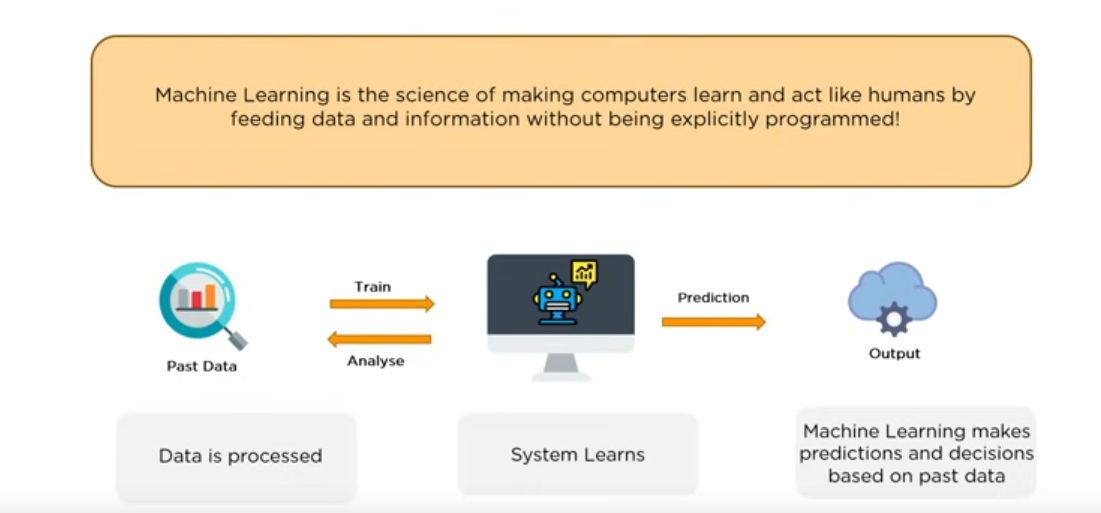 Machine Learning is the science of making computers learn and act like humans by
feeding data and information without being explicitly programmed!
Train
Prediction
Analyse
Past Data
Output
Data is processed
System Learns
Machine Learning makes
predictions and decisions
based on past data